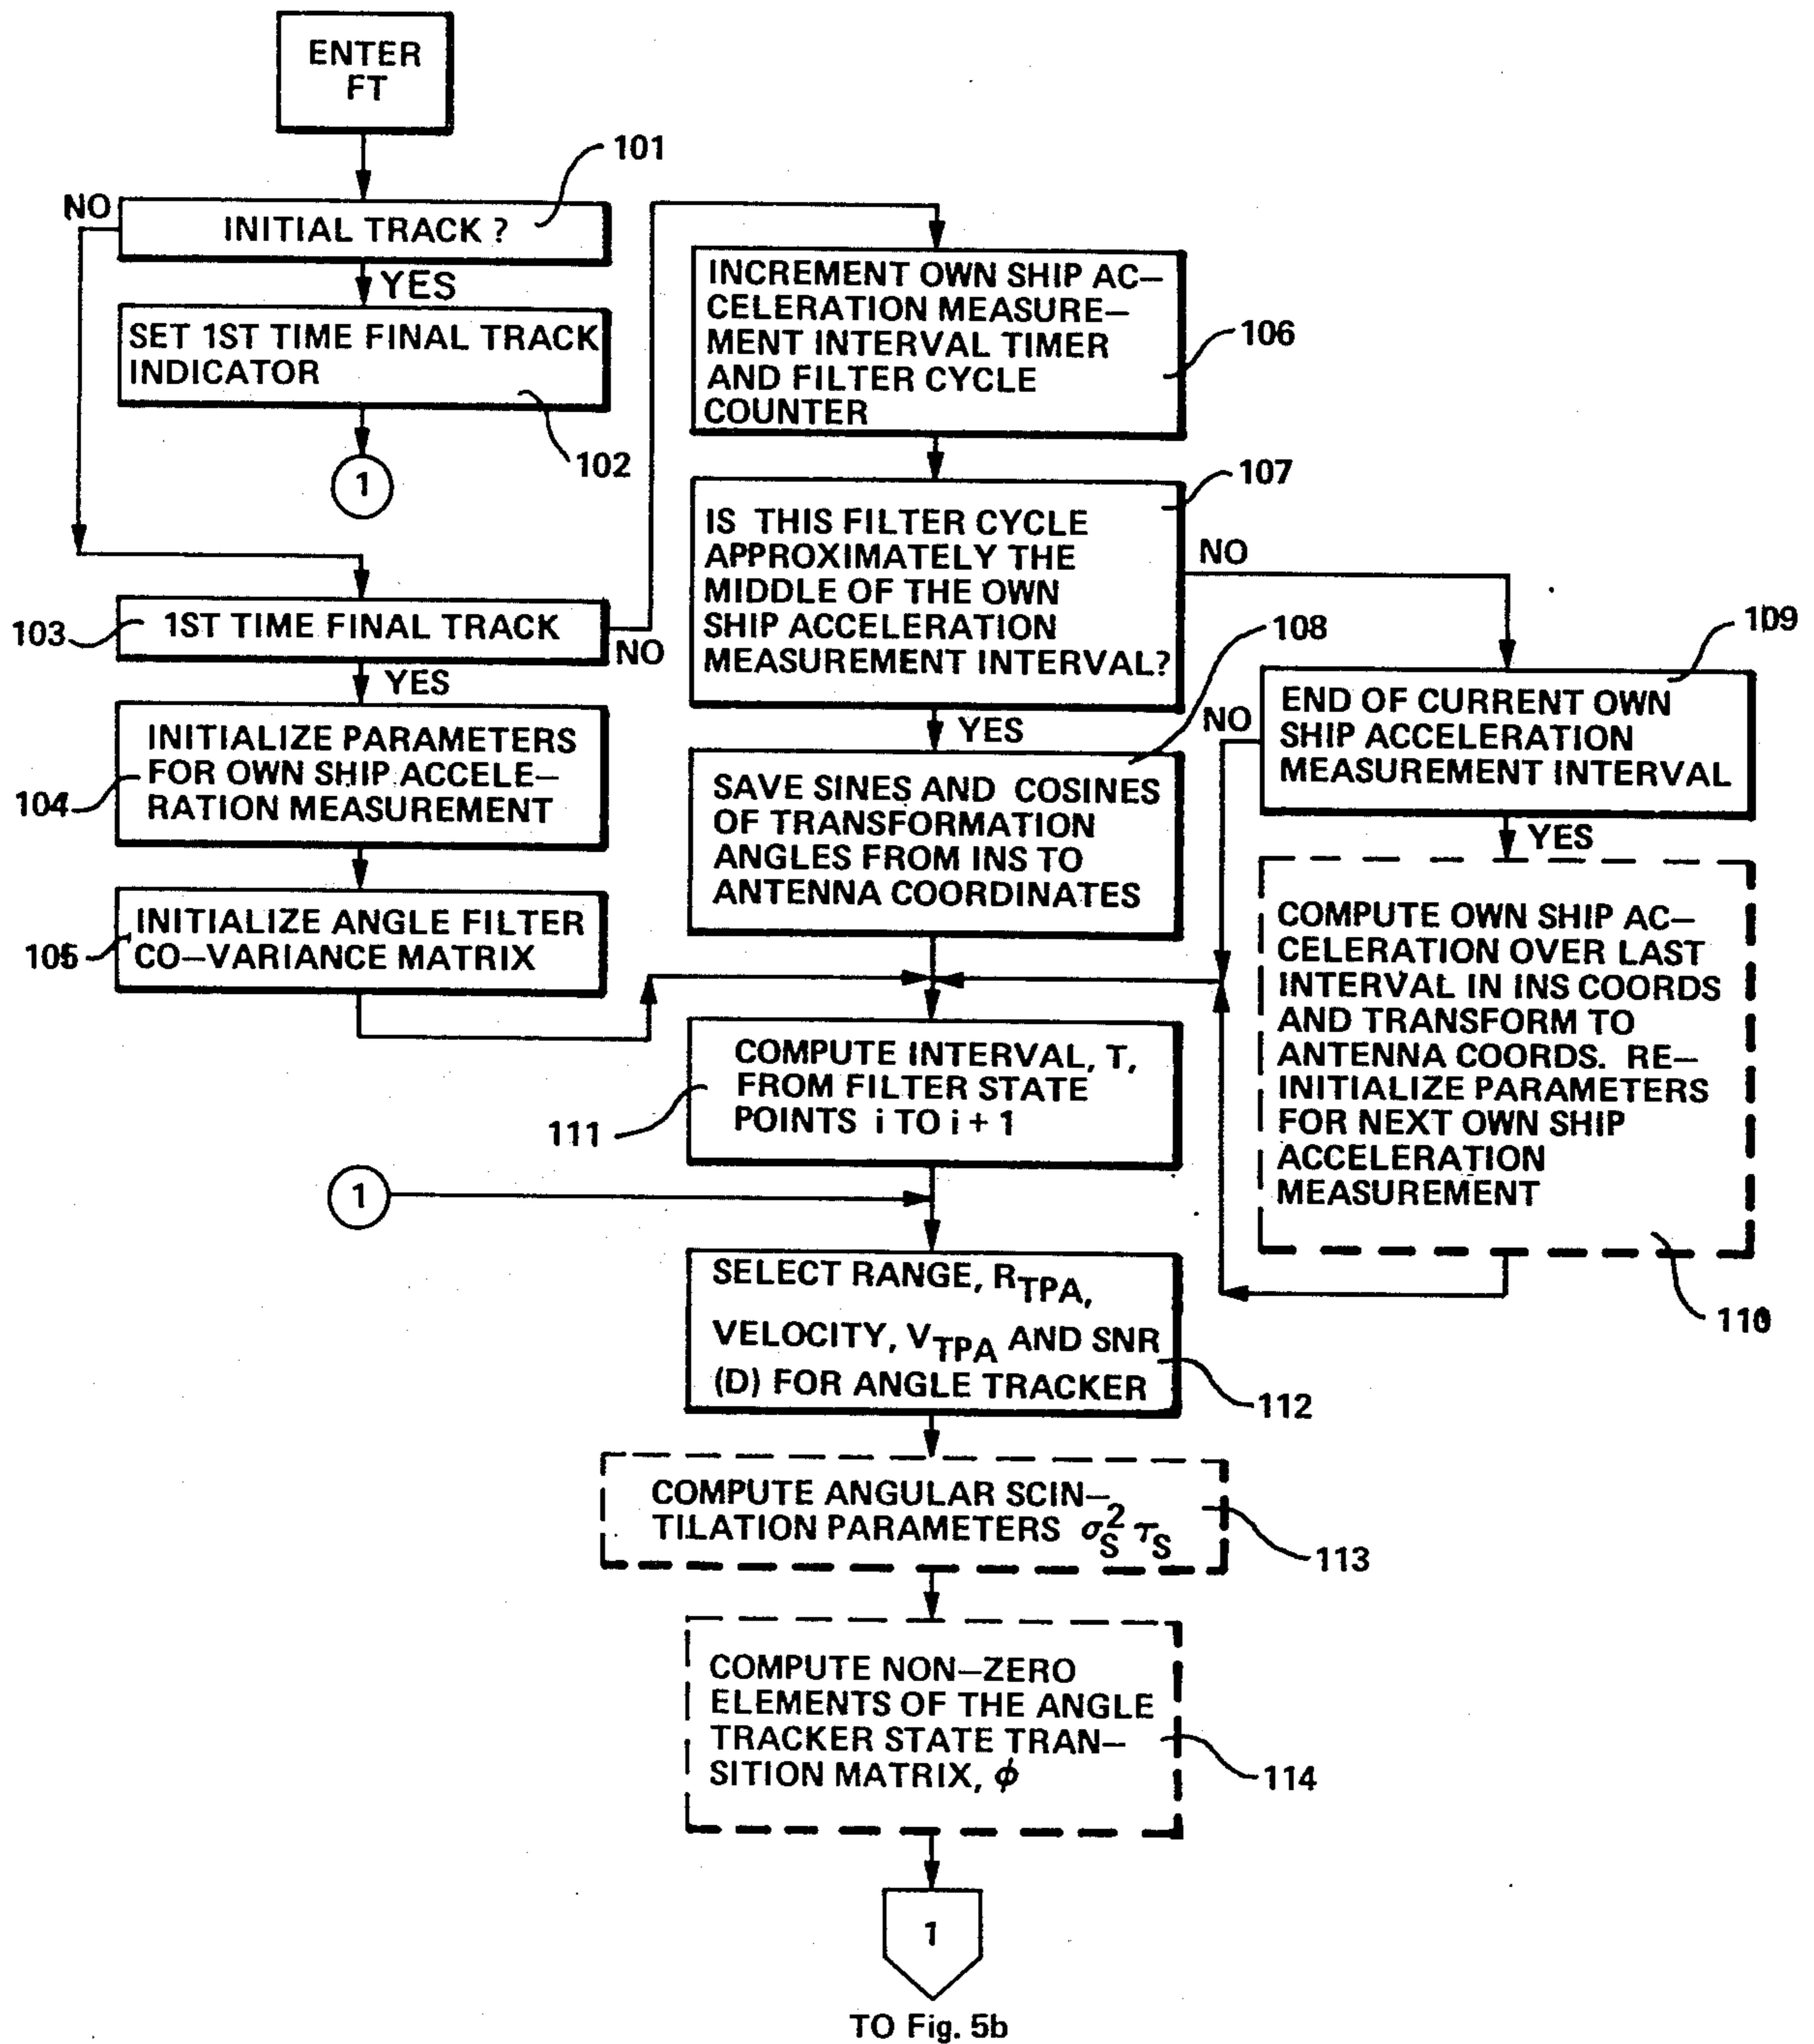 ENTER
FT
101
NO
INITIAL TRACK ?
YES
SET 1ST TIME FINAL TRACK
INDICATOR
102
1
103
1ST TIME FINAL TRACK
NO
YES
104
INITIALIZE PARAMETERS
FOR OWN SHIP ACCELE–
RATION MEASUREMENT
105
INITIALIZE ANGLE FILTER
CO–VARIANCE MATRIX
INCREMENT OWN SHIP AC–
CELERATION MEASURE–
MENT INTERVAL TIMER
AND FILTER CYCLE
COUNTER
106
107
IS THIS FILTER CYCLE
APPROXIMATELY THE
MIDDLE OF THE OWN
SHIP ACCELERATION
MEASUREMENT INTERVAL?
NO
YES
108
SAVE SINES AND COSINES
OF TRANSFORMATION
ANGLES FROM INS TO
ANTENNA COORDINATES
109
NO
END OF CURRENT OWN
SHIP ACCELERATION
MEASUREMENT INTERVAL
YES
COMPUTE OWN SHIP AC–
CELERATION OVER LAST
INTERVAL IN INS COORDS
AND TRANSFORM TO
ANTENNA COORDS. RE–
INITIALIZE PARAMETERS
FOR NEXT OWN SHIP
ACCELERATION
MEASUREMENT
110
111
COMPUTE INTERVAL, T,
FROM FILTER STATE
POINTS i TO i + 1
1
SELECT RANGE, R_TPA,
VELOCITY, V_TPA AND SNR
(D) FOR ANGLE TRACKER
112
COMPUTE ANGULAR SCIN–
TILATION PARAMETERS σ_S^2 τ_S
113
COMPUTE NON–ZERO
ELEMENTS OF THE ANGLE
TRACKER STATE TRAN–
SITION MATRIX, ϕ
114
1
TO Fig. 5b